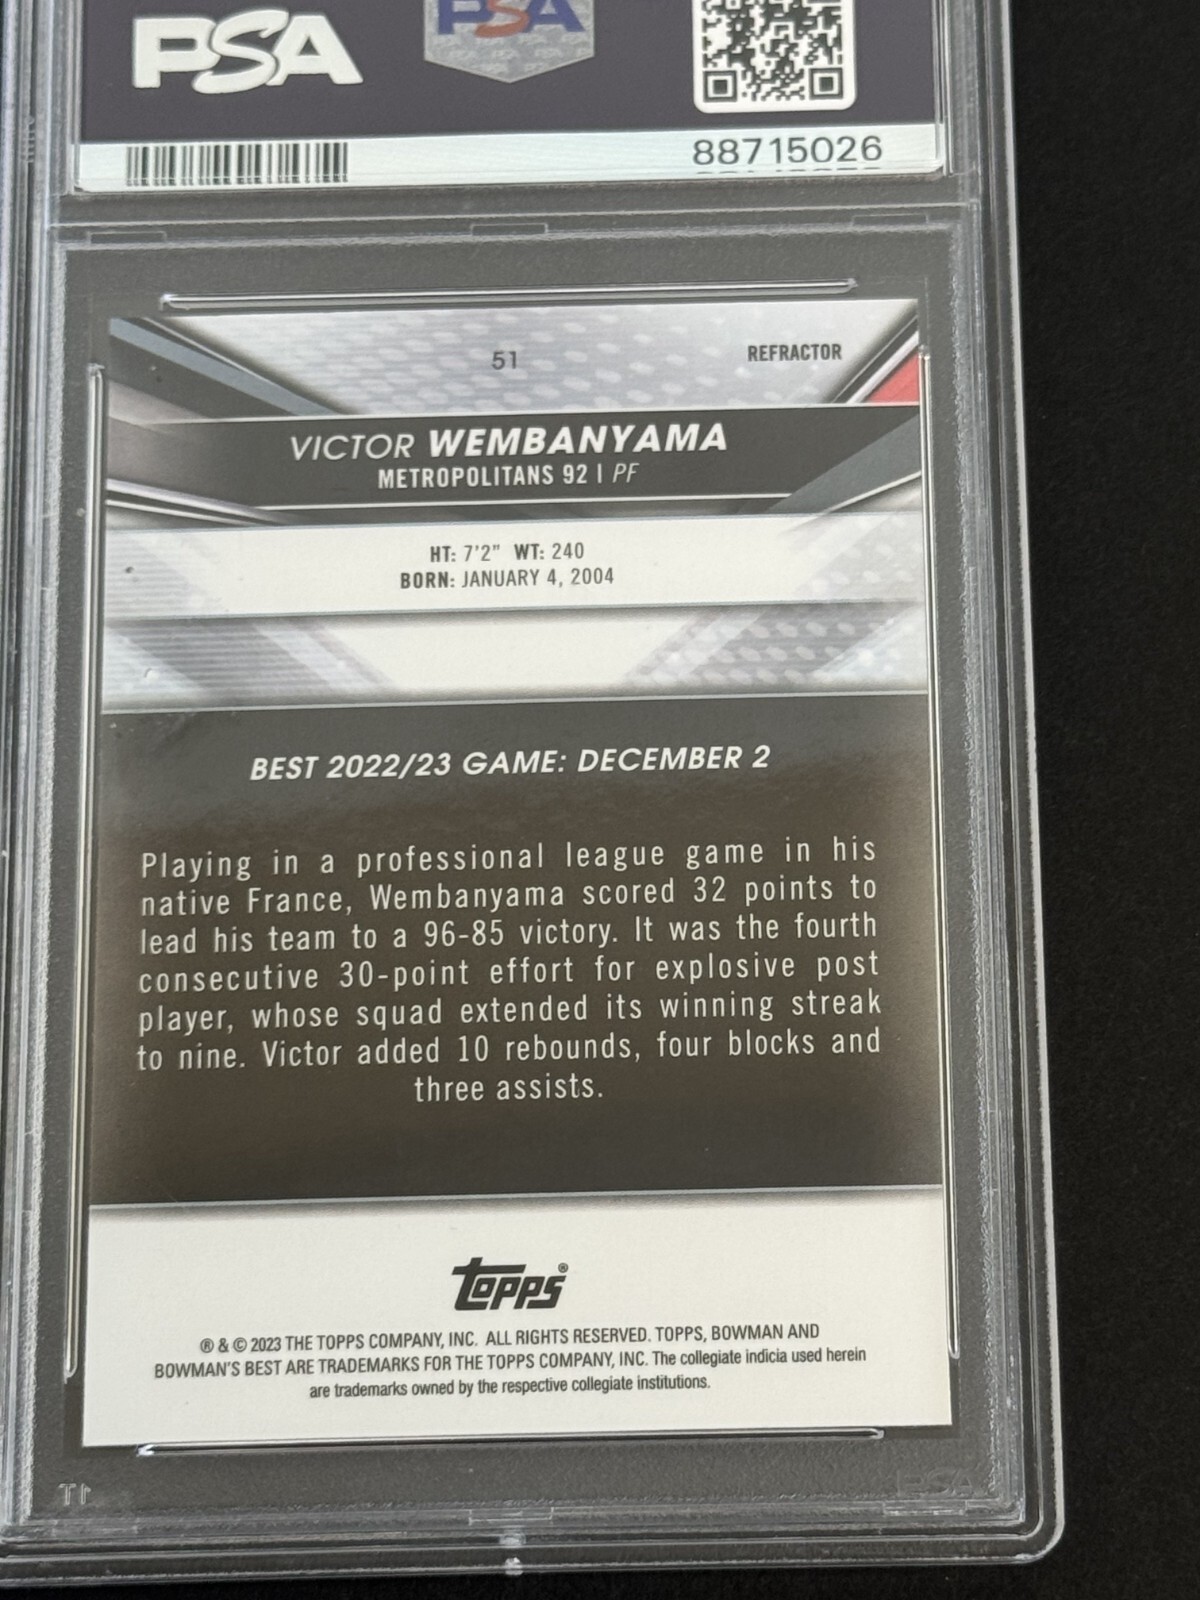 PSA
PSA
88715026
51
REFRACTOR
VICTOR WEMBANYAMA
METROPOLITANS 92 | PF
HT: 7'2" WT: 240
BORN: JANUARY 4, 2004
BEST 2022/23 GAME: DECEMBER 2
Playing in a professional league game in his
native France, Wembanyama scored 32 points to
lead his team to a 96-85 victory. It was the fourth
consecutive 30-point effort for explosive post
player, whose squad extended its winning streak
to nine. Victor added 10 rebounds, four blocks and
three assists.
topps®
® & © 2023 THE TOPPS COMPANY, INC. ALL RIGHTS RESERVED. TOPPS, BOWMAN AND
BOWMAN'S BEST ARE TRADEMARKS FOR THE TOPPS COMPANY, INC. The collegiate indicia used herein
are trademarks owned by the respective collegiate institutions.
PSA